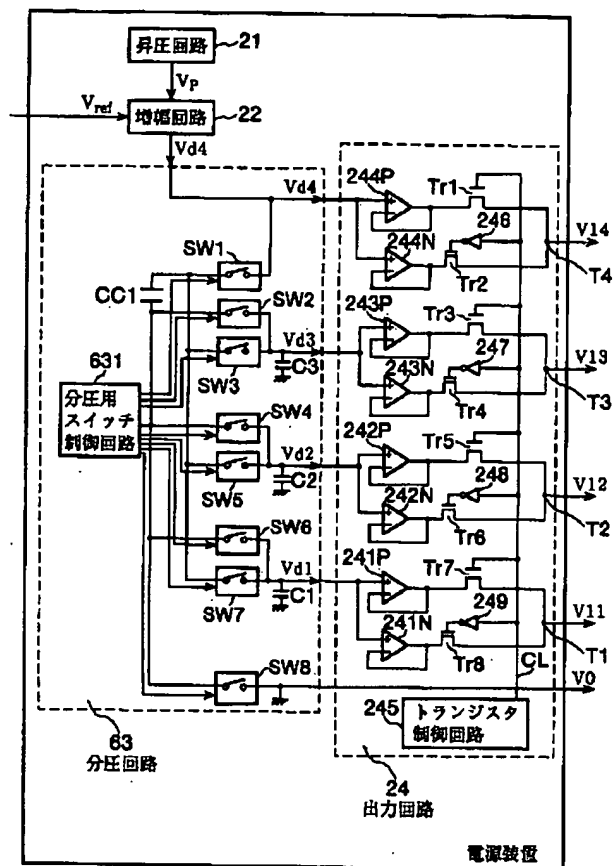 昇圧回路
21
VP
Vref
増幅回路
22
Vd4
Vd4
244P
Tr1
246
V14
T4
244N
Tr2
SW1
CC1
SW2
Vd3
SW3
C3
243P
Tr3
247
V13
T3
243N
Tr4
631
分圧用
スイッチ
制御回路
SW4
Vd2
SW5
C2
242P
Tr5
248
V12
T2
242N
Tr6
SW6
Vd1
SW7
C1
241P
Tr7
249
V11
T1
241N
Tr8
CL
SW8
V0
245
トランジスタ
制御回路
63
分圧回路
24
出力回路
電源装置